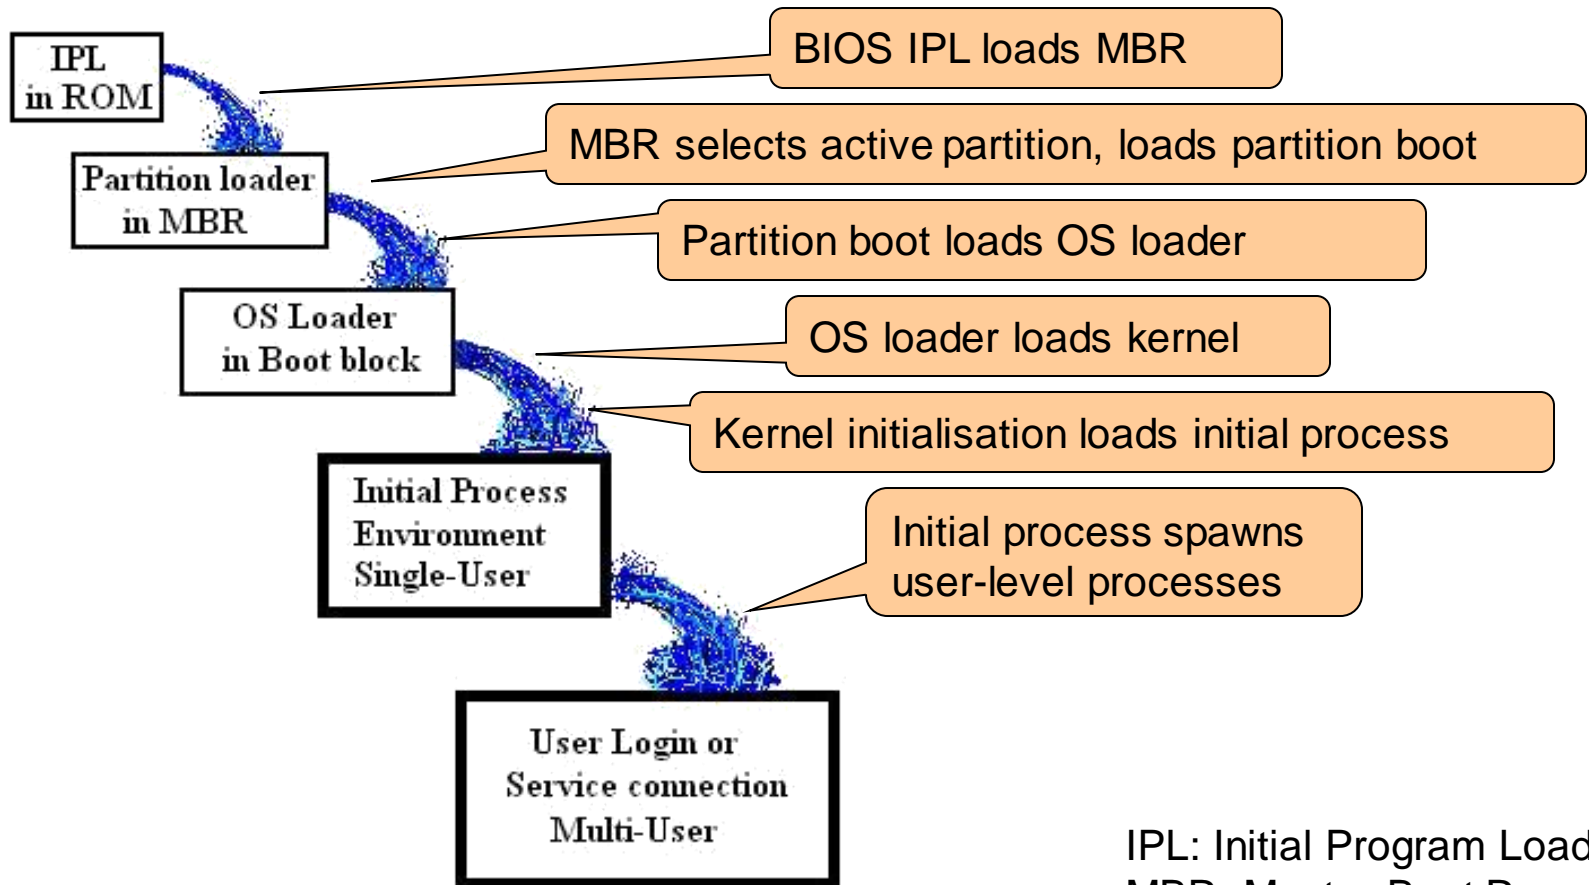 IPL
in ROM
BIOS IPL loads MBR
MBR selects active partition, loads partition boot
Partition loader
in MBR
Partition boot loads OS loader
OS Loader
in Boot block
OS loader loads kernel
Kernel initialisation loads initial process
Initial Process
Environment
Single-User
Initial process spawns
user-level processes
User Login or
Service connection
Multi-User
IPL: Initial Program Load